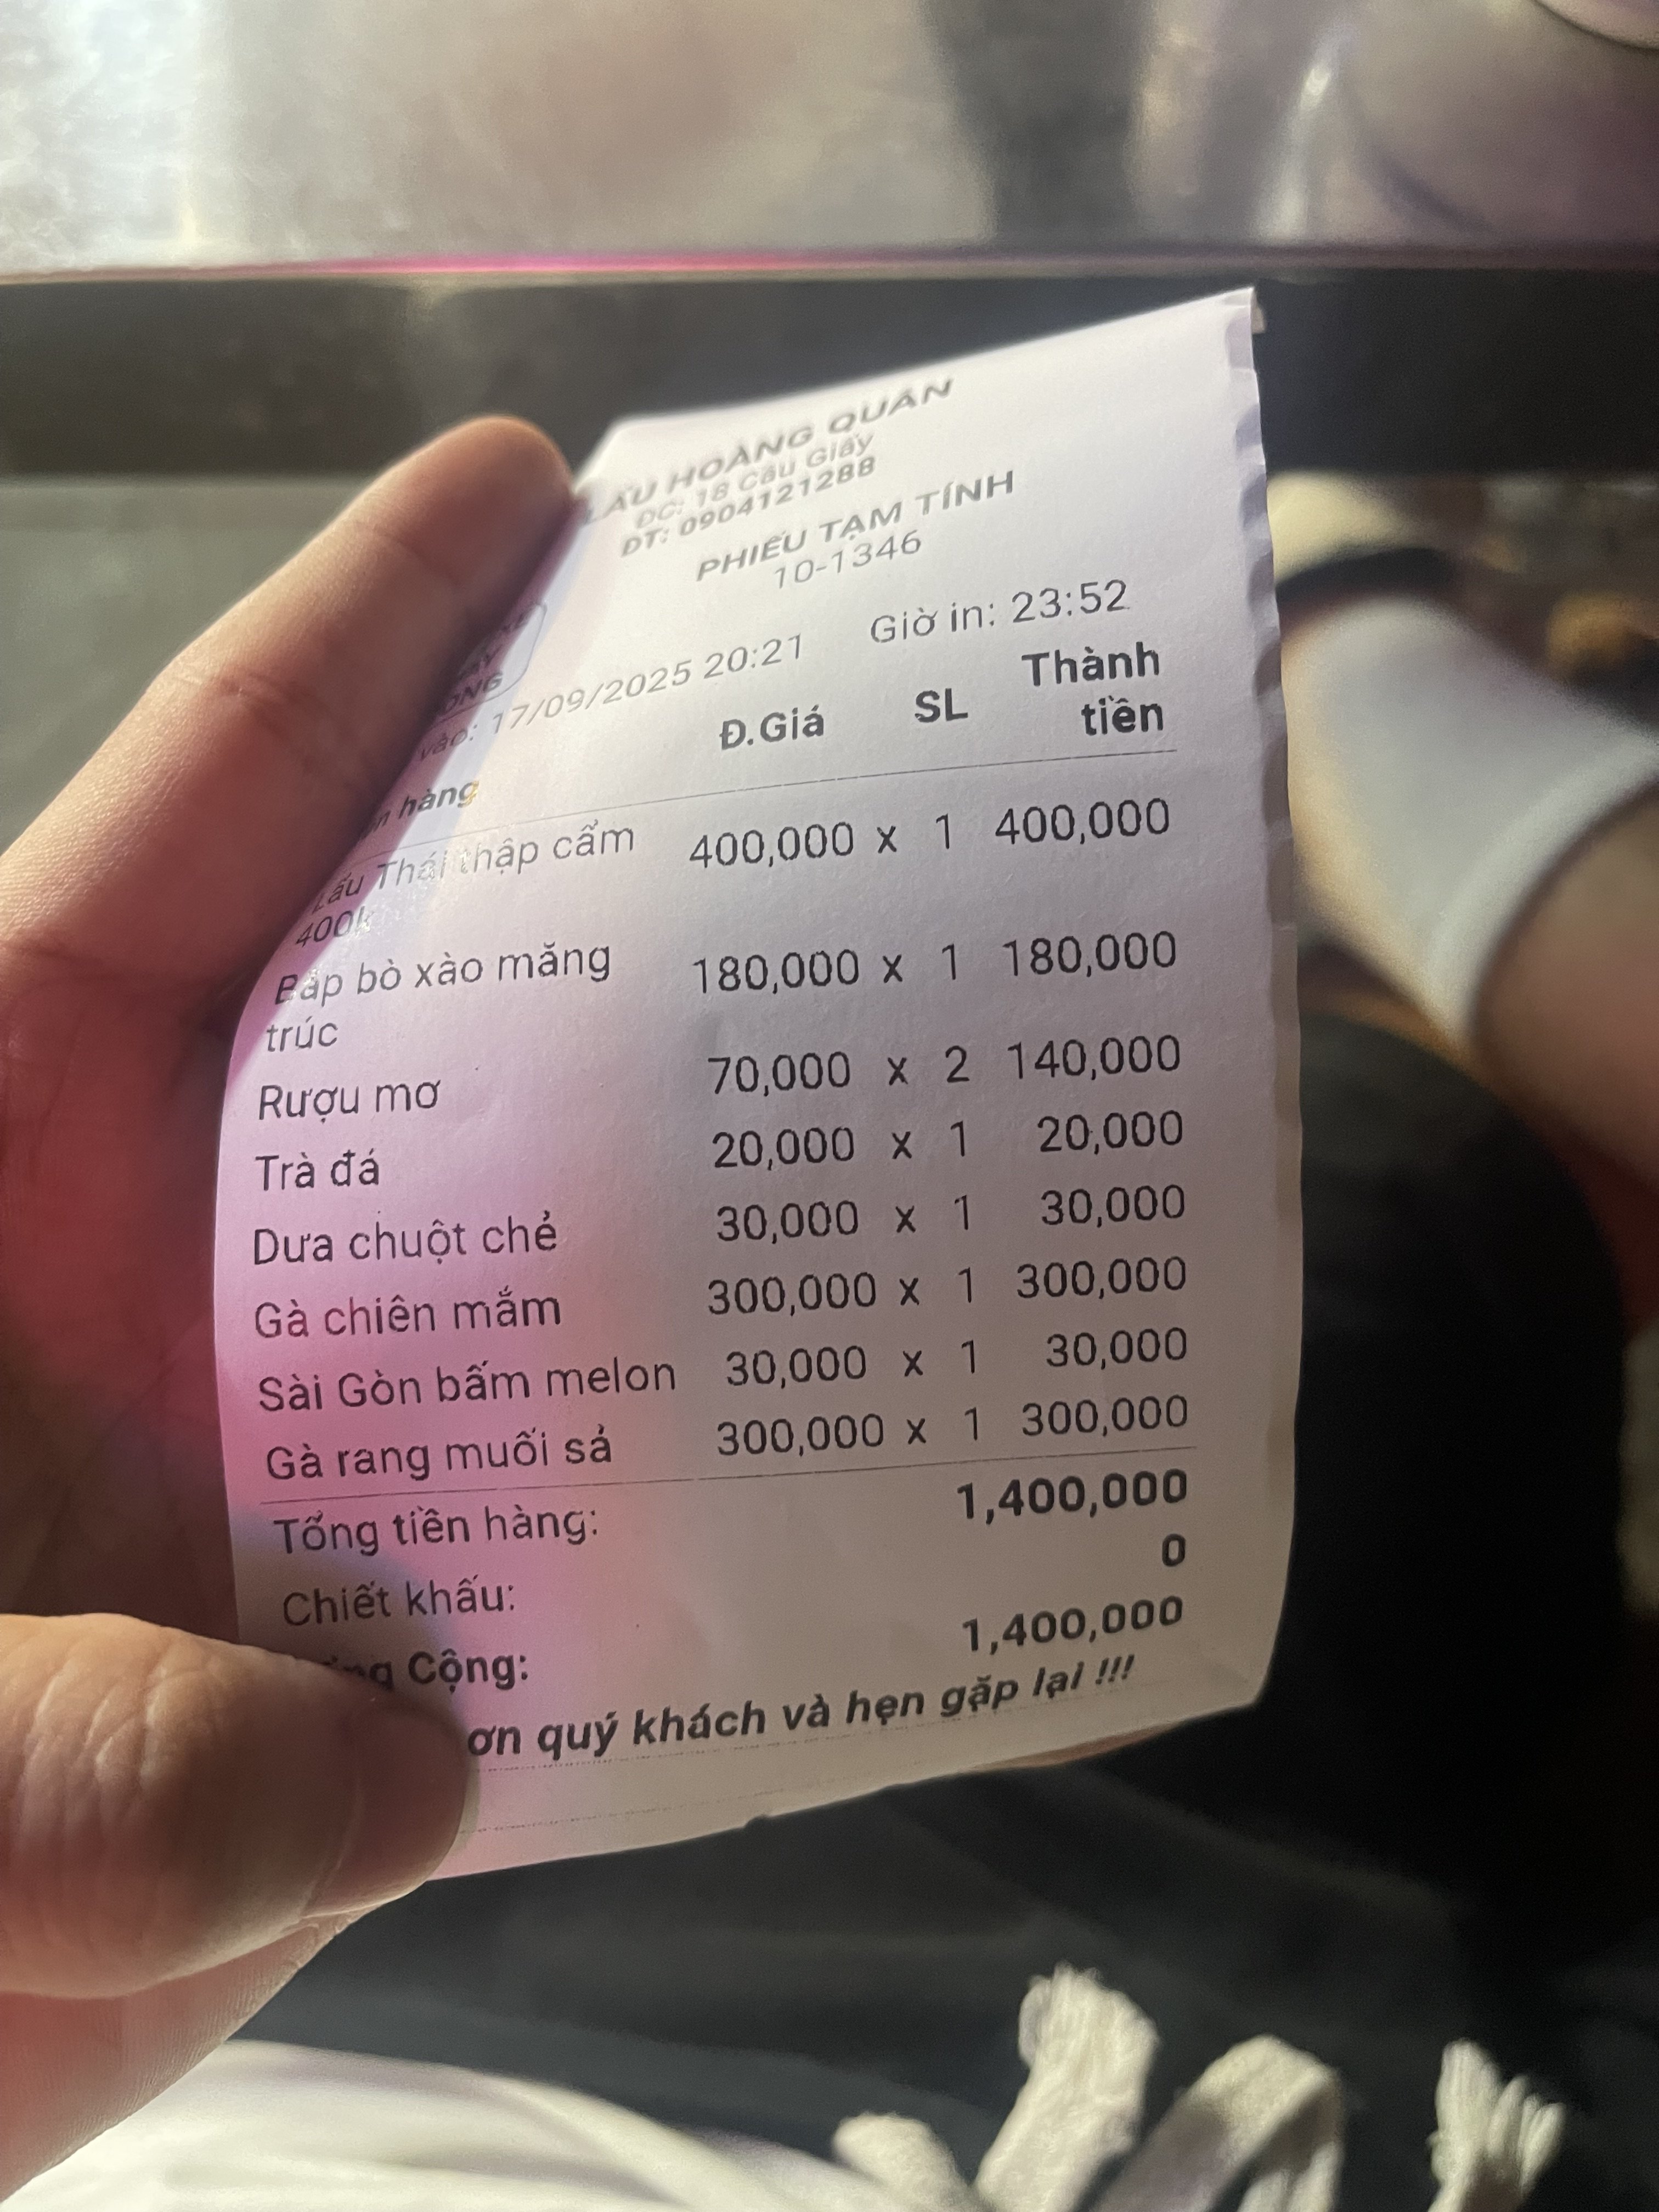 LẨU HOÀNG QUÂN
ĐC: 18 Cầu Giấy
ĐT: 0904121288
PHIẾU TẠM TÍNH
10-1346
vào: 17/09/2025 20:21 Giờ in: 23:52
hàng Đ.Giá SL Thành tiền
Lẩu Thái thập cẩm 400,000 x 1 400,000
400k
Bắp bò xào măng 180,000 x 1 180,000
trúc
Rượu mơ 70,000 x 2 140,000
Trà đá 20,000 x 1 20,000
Dưa chuột chẻ 30,000 x 1 30,000
Gà chiên mắm 300,000 x 1 300,000
Sài Gòn bấm melon 30,000 x 1 30,000
Gà rang muối sả 300,000 x 1 300,000
Tổng tiền hàng: 1,400,000
Chiết khấu: 0
Cộng: 1,400,000
ơn quý khách và hẹn gặp lại !!!